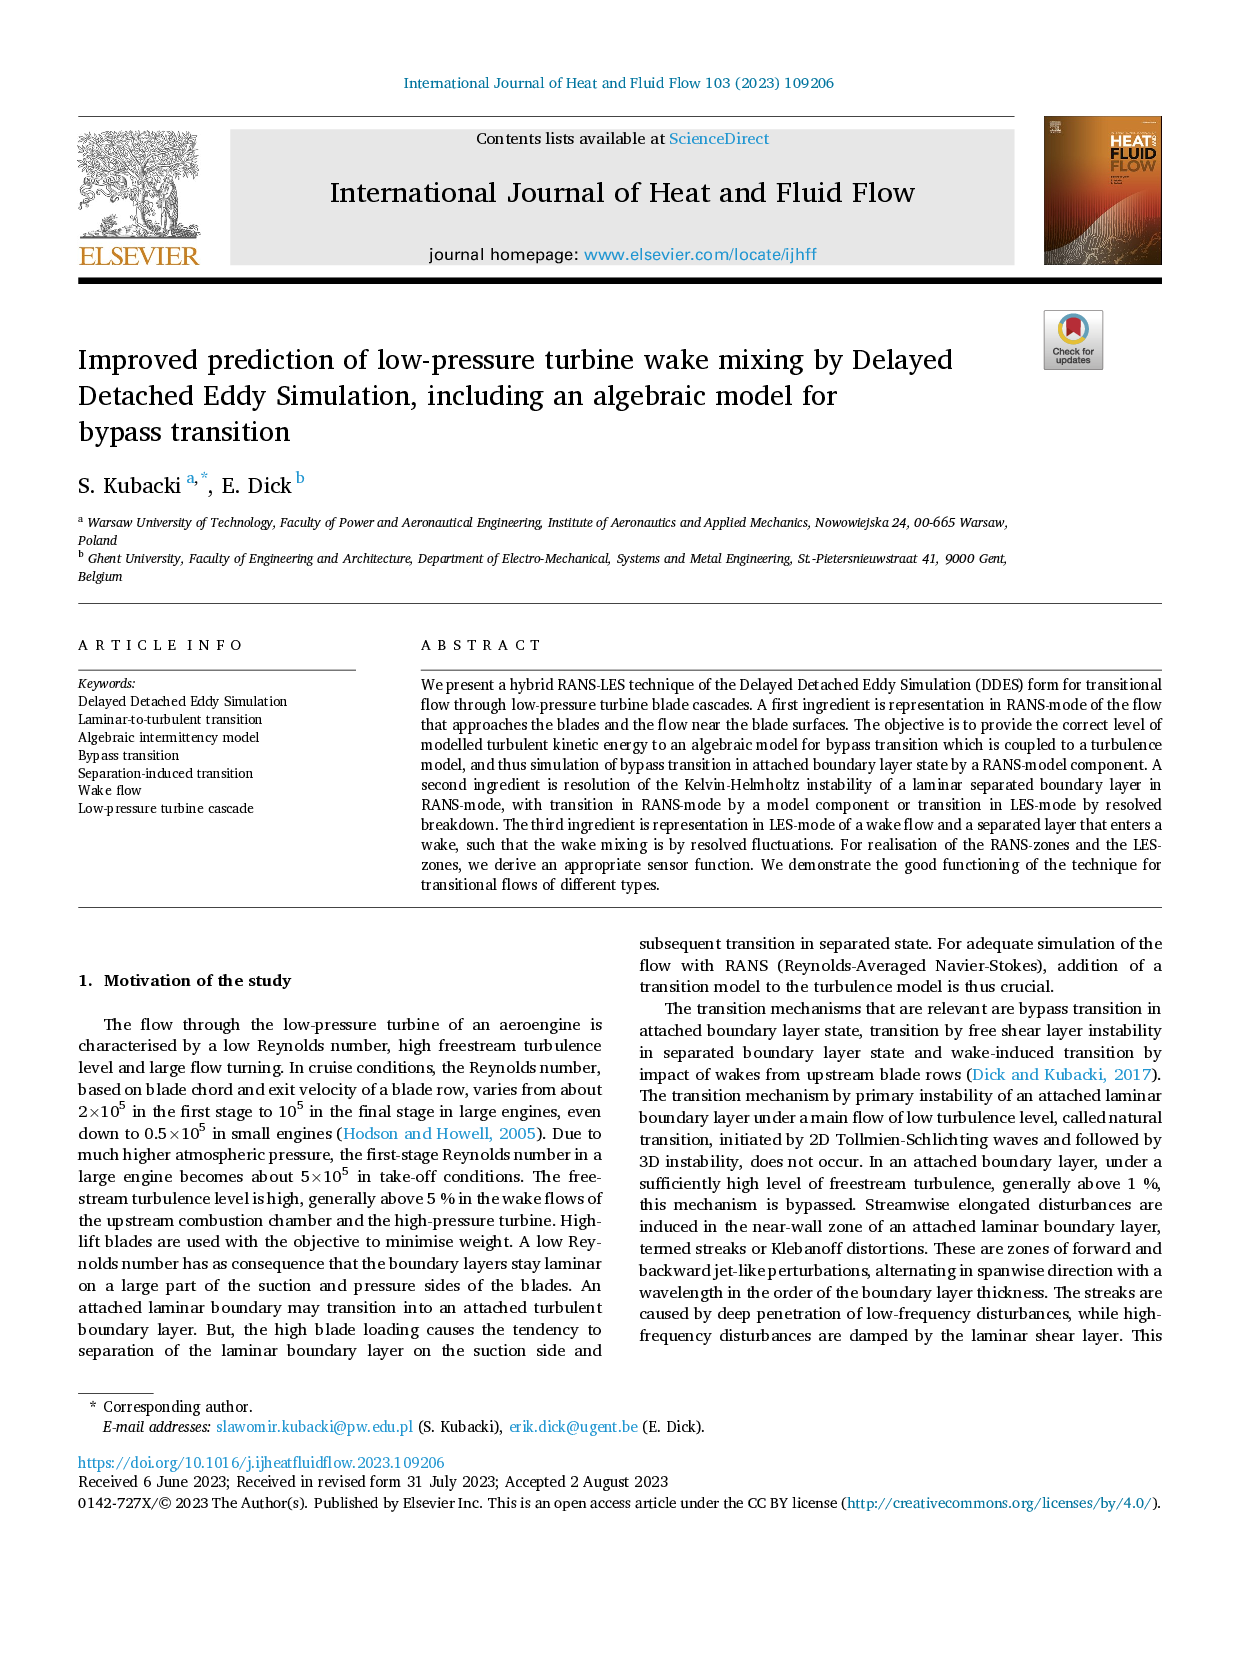 International Journal of Heat and Fluid Flow 103 (2023) 109206
Contents lists available at ScienceDirect
International Journal of Heat and Fluid Flow
journal homepage: www.elsevier.com/locate/ijhff
ELSEVIER
HEAT AND
FLUID
FLOW
Check for
updates
Improved prediction of low-pressure turbine wake mixing by Delayed
Detached Eddy Simulation, including an algebraic model for
bypass transition
S. Kubacki a,*, E. Dick b
a Warsaw University of Technology, Faculty of Power and Aeronautical Engineering, Institute of Aeronautics and Applied Mechanics, Nowowiejska 24, 00-665 Warsaw,
Poland
b Ghent University, Faculty of Engineering and Architecture, Department of Electro-Mechanical, Systems and Metal Engineering, St.-Pietersnieuwstraat 41, 9000 Gent,
Belgium
ARTICLE INFO
Keywords:
Delayed Detached Eddy Simulation
Laminar-to-turbulent transition
Algebraic intermittency model
Bypass transition
Separation-induced transition
Wake flow
Low-pressure turbine cascade
ABSTRACT
We present a hybrid RANS-LES technique of the Delayed Detached Eddy Simulation (DDES) form for transitional
flow through low-pressure turbine blade cascades. A first ingredient is representation in RANS-mode of the flow
that approaches the blades and the flow near the blade surfaces. The objective is to provide the correct level of
modelled turbulent kinetic energy to an algebraic model for bypass transition which is coupled to a turbulence
model, and thus simulation of bypass transition in attached boundary layer state by a RANS-model component. A
second ingredient is resolution of the Kelvin-Helmholtz instability of a laminar separated boundary layer in
RANS-mode, with transition in RANS-mode by a model component or transition in LES-mode by resolved
breakdown. The third ingredient is representation in LES-mode of a wake flow and a separated layer that enters a
wake, such that the wake mixing is by resolved fluctuations. For realisation of the RANS-zones and the LES-
zones, we derive an appropriate sensor function. We demonstrate the good functioning of the technique for
transitional flows of different types.
1. Motivation of the study
The flow through the low-pressure turbine of an aeroengine is
characterised by a low Reynolds number, high freestream turbulence
level and large flow turning. In cruise conditions, the Reynolds number,
based on blade chord and exit velocity of a blade row, varies from about
2×10⁵ in the first stage to 10⁵ in the final stage in large engines, even
down to 0.5×10⁵ in small engines (Hodson and Howell, 2005). Due to
much higher atmospheric pressure, the first-stage Reynolds number in a
large engine becomes about 5×10⁵ in take-off conditions. The free-
stream turbulence level is high, generally above 5 % in the wake flows of
the upstream combustion chamber and the high-pressure turbine. High-
lift blades are used with the objective to minimise weight. A low Rey-
nolds number has as consequence that the boundary layers stay laminar
on a large part of the suction and pressure sides of the blades. An
attached laminar boundary may transition into an attached turbulent
boundary layer. But, the high blade loading causes the tendency to
separation of the laminar boundary layer on the suction side and
subsequent transition in separated state. For adequate simulation of the
flow with RANS (Reynolds-Averaged Navier-Stokes), addition of a
transition model to the turbulence model is thus crucial.
The transition mechanisms that are relevant are bypass transition in
attached boundary layer state, transition by free shear layer instability
in separated boundary layer state and wake-induced transition by
impact of wakes from upstream blade rows (Dick and Kubacki, 2017).
The transition mechanism by primary instability of an attached laminar
boundary layer under a main flow of low turbulence level, called natural
transition, initiated by 2D Tollmien-Schlichting waves and followed by
3D instability, does not occur. In an attached boundary layer, under a
sufficiently high level of freestream turbulence, generally above 1 %,
this mechanism is bypassed. Streamwise elongated disturbances are
induced in the near-wall zone of an attached laminar boundary layer,
termed streaks or Klebanoff distortions. These are zones of forward and
backward jet-like perturbations, alternating in spanwise direction with a
wavelength in the order of the boundary layer thickness. The streaks are
caused by deep penetration of low-frequency disturbances, while high-
frequency disturbances are damped by the laminar shear layer. This
* Corresponding author.
E-mail addresses: slawomir.kubacki@pw.edu.pl (S. Kubacki), erik.dick@ugent.be (E. Dick).
https://doi.org/10.1016/j.ijheatfluidflow.2023.109206
Received 6 June 2023; Received in revised form 31 July 2023; Accepted 2 August 2023
0142-727X/© 2023 The Author(s). Published by Elsevier Inc. This is an open access article under the CC BY license (http://creativecommons.org/licenses/by/4.0/).